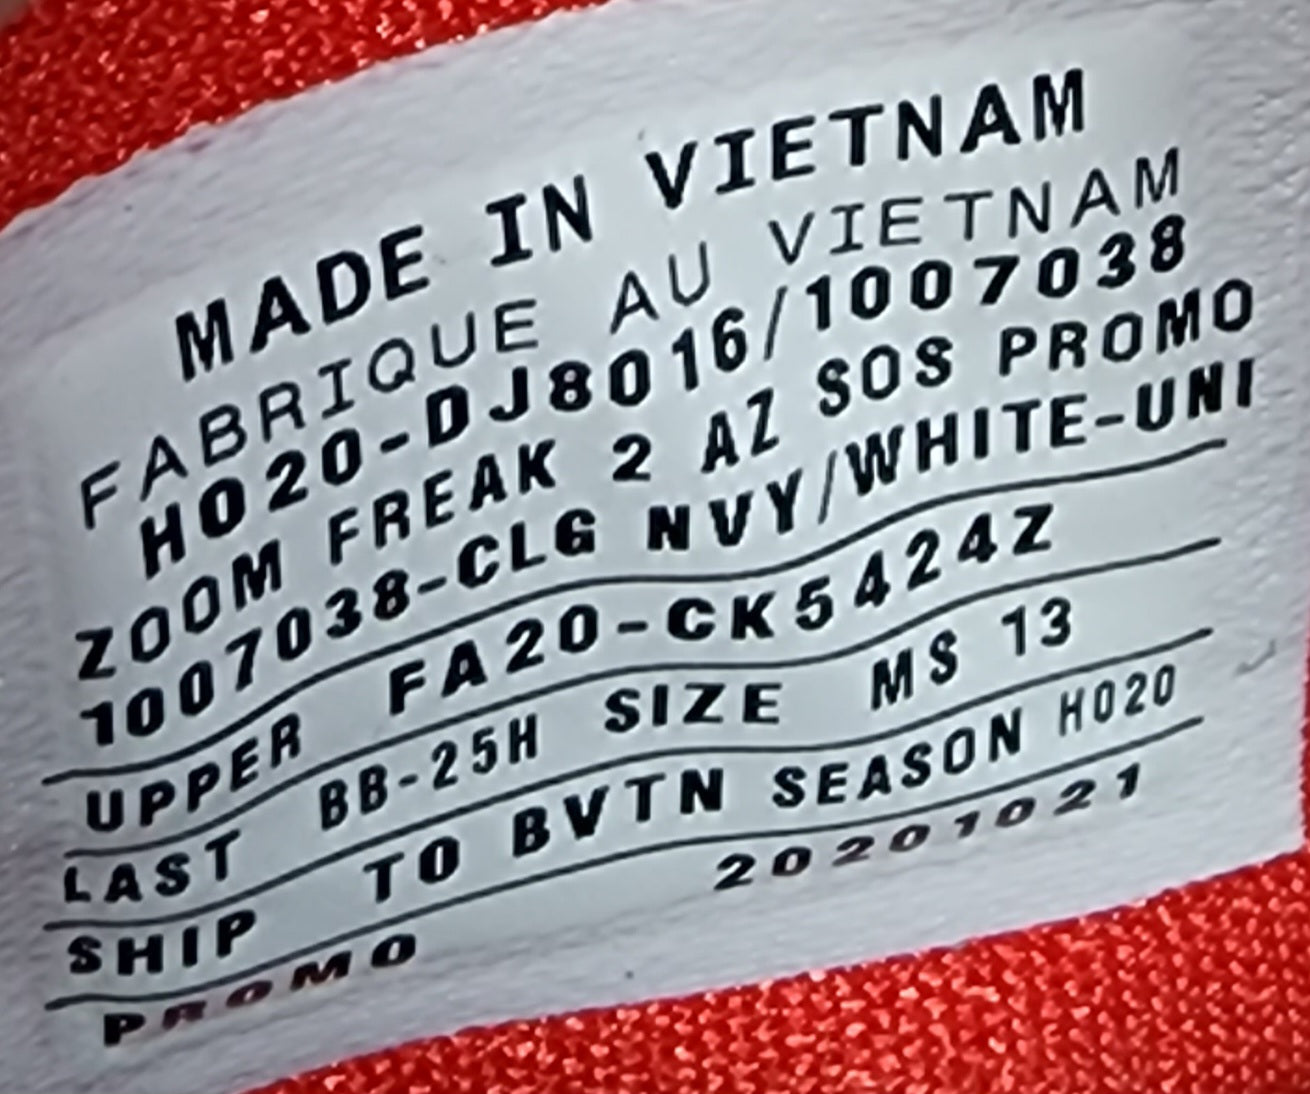 MADE IN VIETNAM
FABRIQUE AU VIETNAM
HO20-DJ8016/1007038
ZOOM FREAK 2 AZ SOS PROMO
1007038-CLG NVY/WHITE-UNI
UPPER FA20-CK5424Z
LAST BB-25H SIZE MS 13
SHIP TO BVTN SEASON HO20
PROMO 20201021